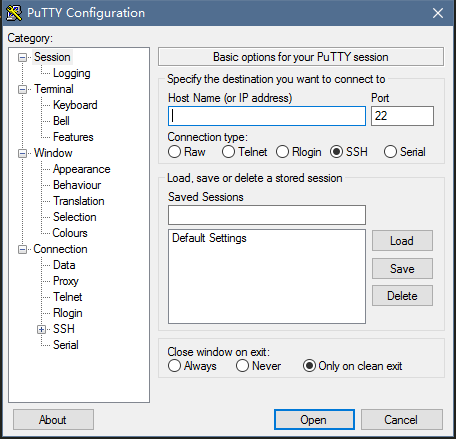 PuTTY Configuration
Category:
Session
Logging
Terminal
Keyboard
Bell
Features
Window
Appearance
Behaviour
Translation
Selection
Colours
Connection
Data
Proxy
Telnet
Rlogin
SSH
Serial
Basic options for your PuTTY session
Specify the destination you want to connect to
Host Name (or IP address) Port
22
Connection type:
Raw Telnet Rlogin SSH Serial
Load, save or delete a stored session
Saved Sessions
Default Settings
Load
Save
Delete
Close window on exit:
Always Never Only on clean exit
About Open Cancel